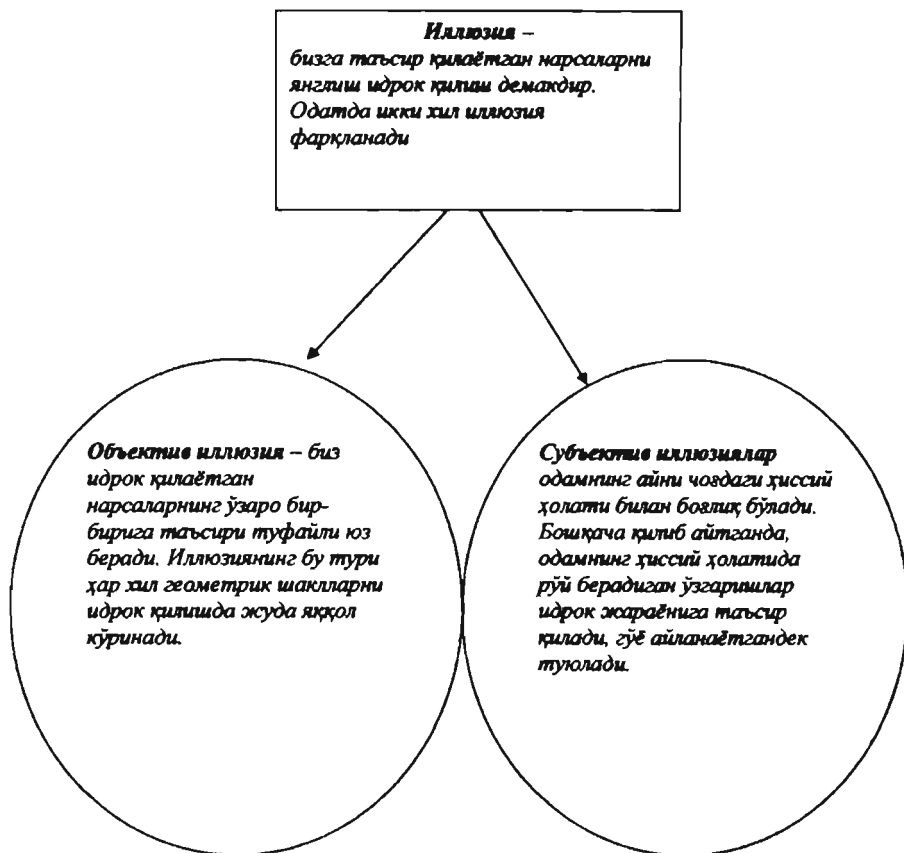 Иллюзия –
бизга таъсир қилаётган нарсаларни
янглиш идрок қилиш демакдир.
Одатда икки хил иллюзия
фарқланади
Объектив иллюзия – биз
идрок қилаётган
нарсаларнинг ўзаро бир-
бирига таъсири туфайли юз
беради. Иллюзиянинг бу тури
ҳар хил геометрик шаклларни
идрок қилишда жуда яққол
кўринади.
Субъектив иллюзиялар
одамнинг айни чоғдаги ҳиссий
ҳолати билан боғлиқ бўлади.
Бошқача қилиб айтганда,
одамнинг ҳиссий ҳолатида
рўй берадиган ўзгаришлар
идрок жараёнига таъсир
қилади, гўё айланаётгандек
туюлади.